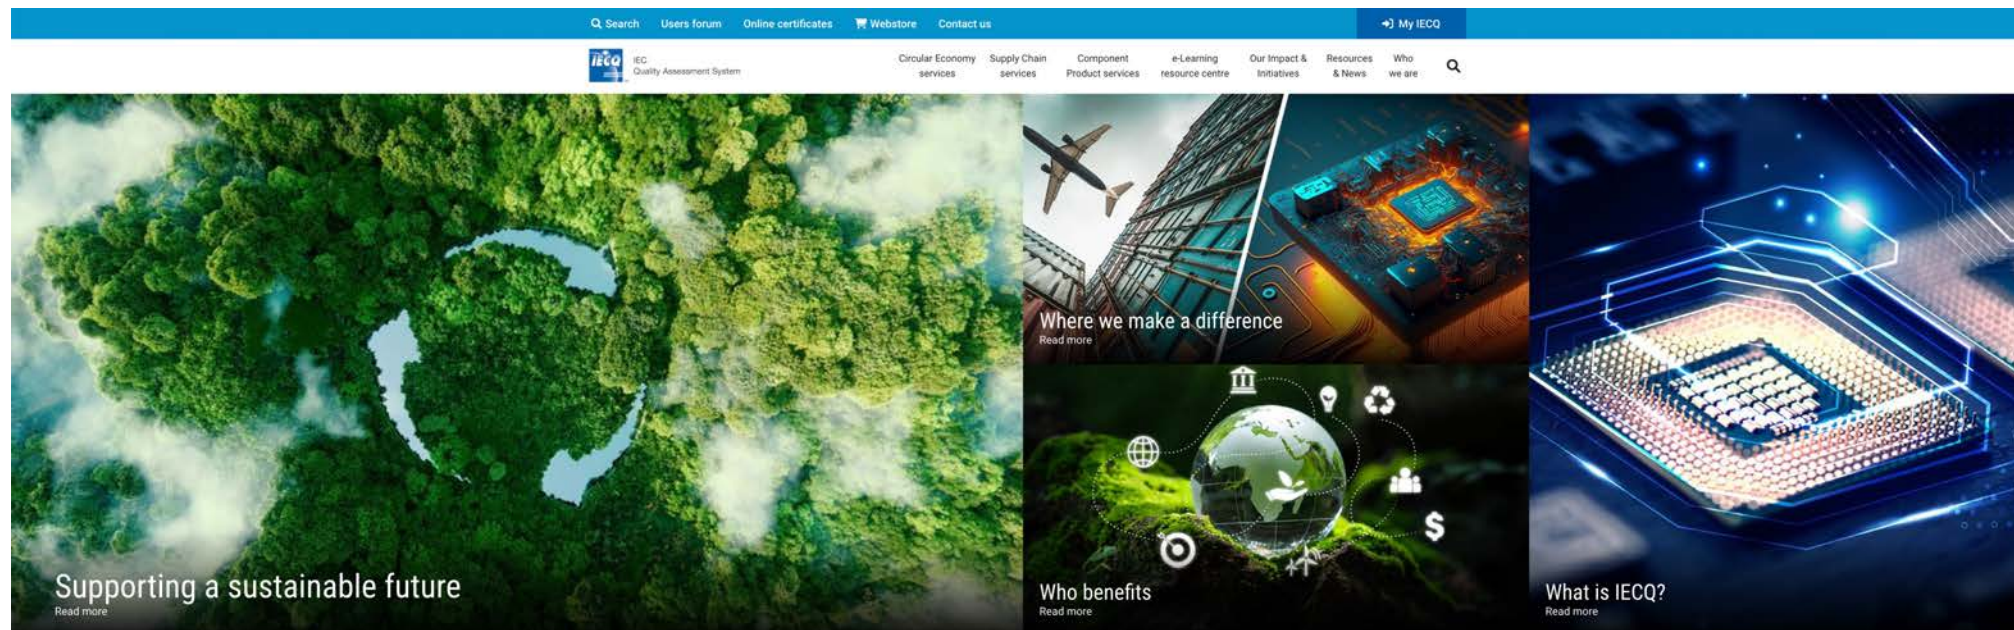 Search Users forum Online certificates Webstore Contact us My IECQ
IECQ
IEC
Quality Assessment System
Circular Economy
services
Supply Chain
services
Component
Product services
e-Learning
resource centre
Our Impact &
Initiatives
Resources
& News
Who
we are
Supporting a sustainable future
Read more
Where we make a difference
Read more
$
Who benefits
Read more
What is IECQ?
Read more